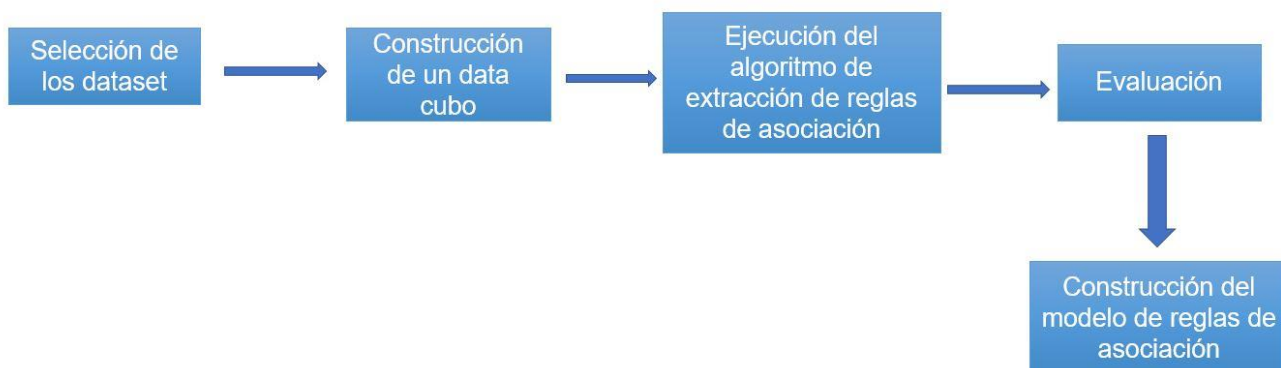 Selección de
los dataset
Construcción
de un data
cubo
Ejecución del
algoritmo de
extracción de reglas
de asociación
Evaluación
Construcción del
modelo de reglas de
asociación